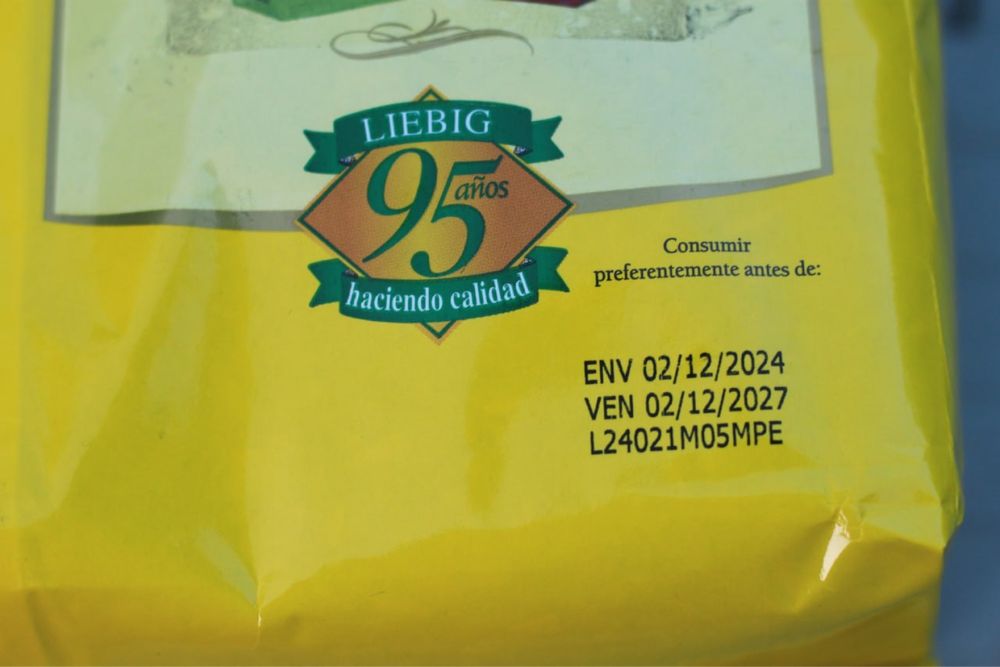 LIEBIG
95 años
haciendo calidad
Consumir
preferentemente antes de:
ENV 02/12/2024
VEN 02/12/2027
L24021M05MPE